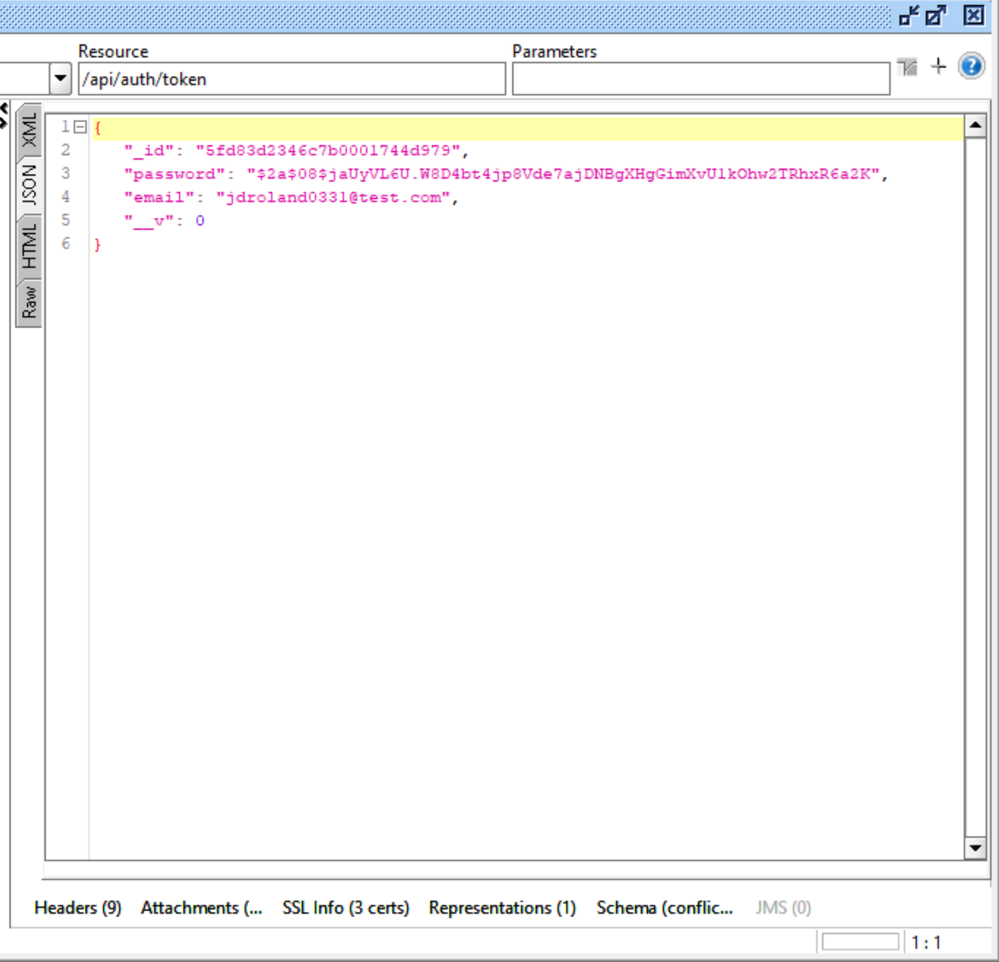 Resource
Parameters
/api/auth/token
XML
JSON
HTML
Raw
1 {
2 "_id": "5fd83d2346c7b0001744d979",
3 "password": "$2a$08$jaUyVL6U.W8D4bt4jp8Vde7ajDNBgXHgGimXvU1kOhw2TRhxR6a2K",
4 "email": "jdroland0331@test.com",
5 "__v": 0
6 }
Headers (9) Attachments (... SSL Info (3 certs) Representations (1) Schema (conflic... JMS (0)
1 : 1